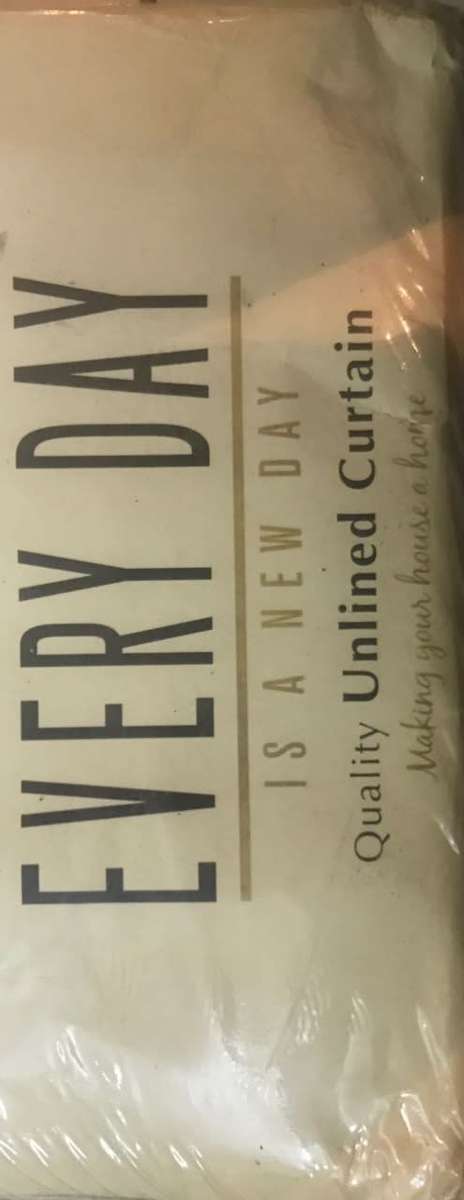 EVERY DAY
IS A NEW DAY
Quality Unlined Curtain
Making your house a home